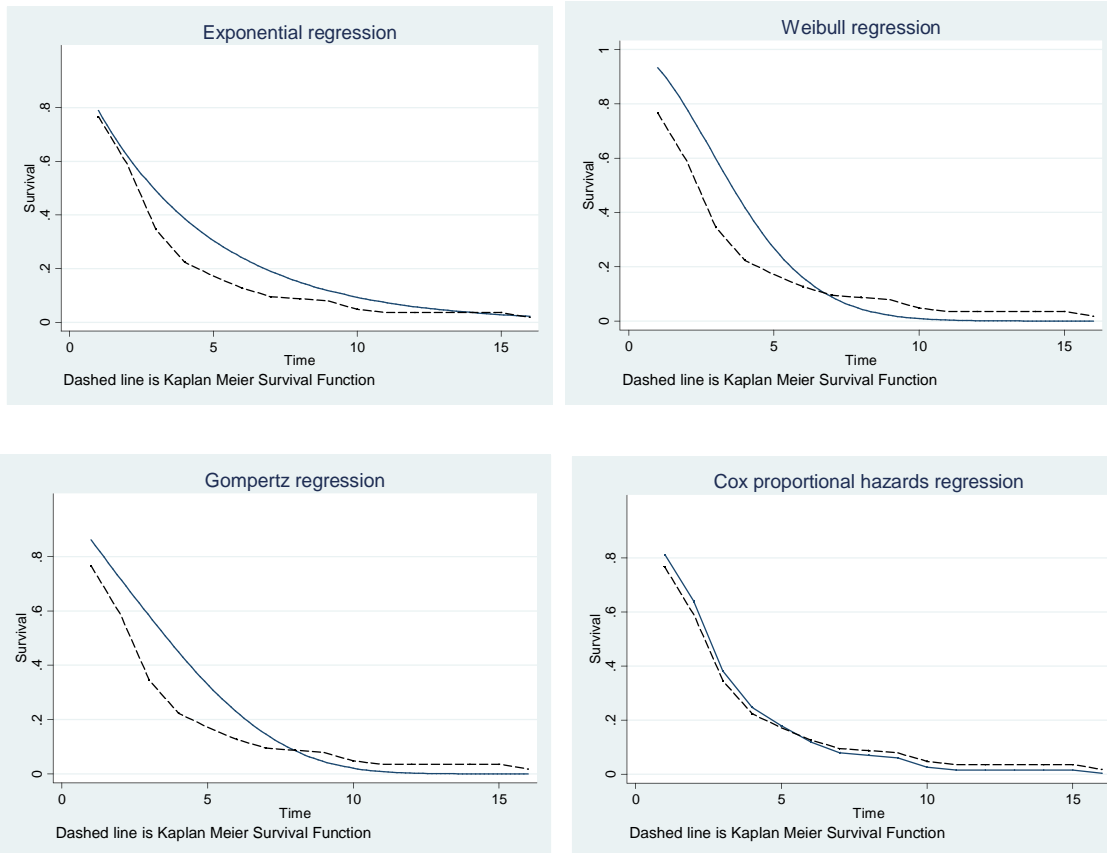 Exponential regression
Survival
.8
.6
.4
.2
0
0 5 10 15
Time
Dashed line is Kaplan Meier Survival Function
Weibull regression
Survival
1
.8
.6
.4
.2
0
0 5 10 15
Time
Dashed line is Kaplan Meier Survival Function
Gompertz regression
Survival
.8
.6
.4
.2
0
0 5 10 15
Time
Dashed line is Kaplan Meier Survival Function
Cox proportional hazards regression
Survival
.8
.6
.4
.2
0
0 5 10 15
Time
Dashed line is Kaplan Meier Survival Function